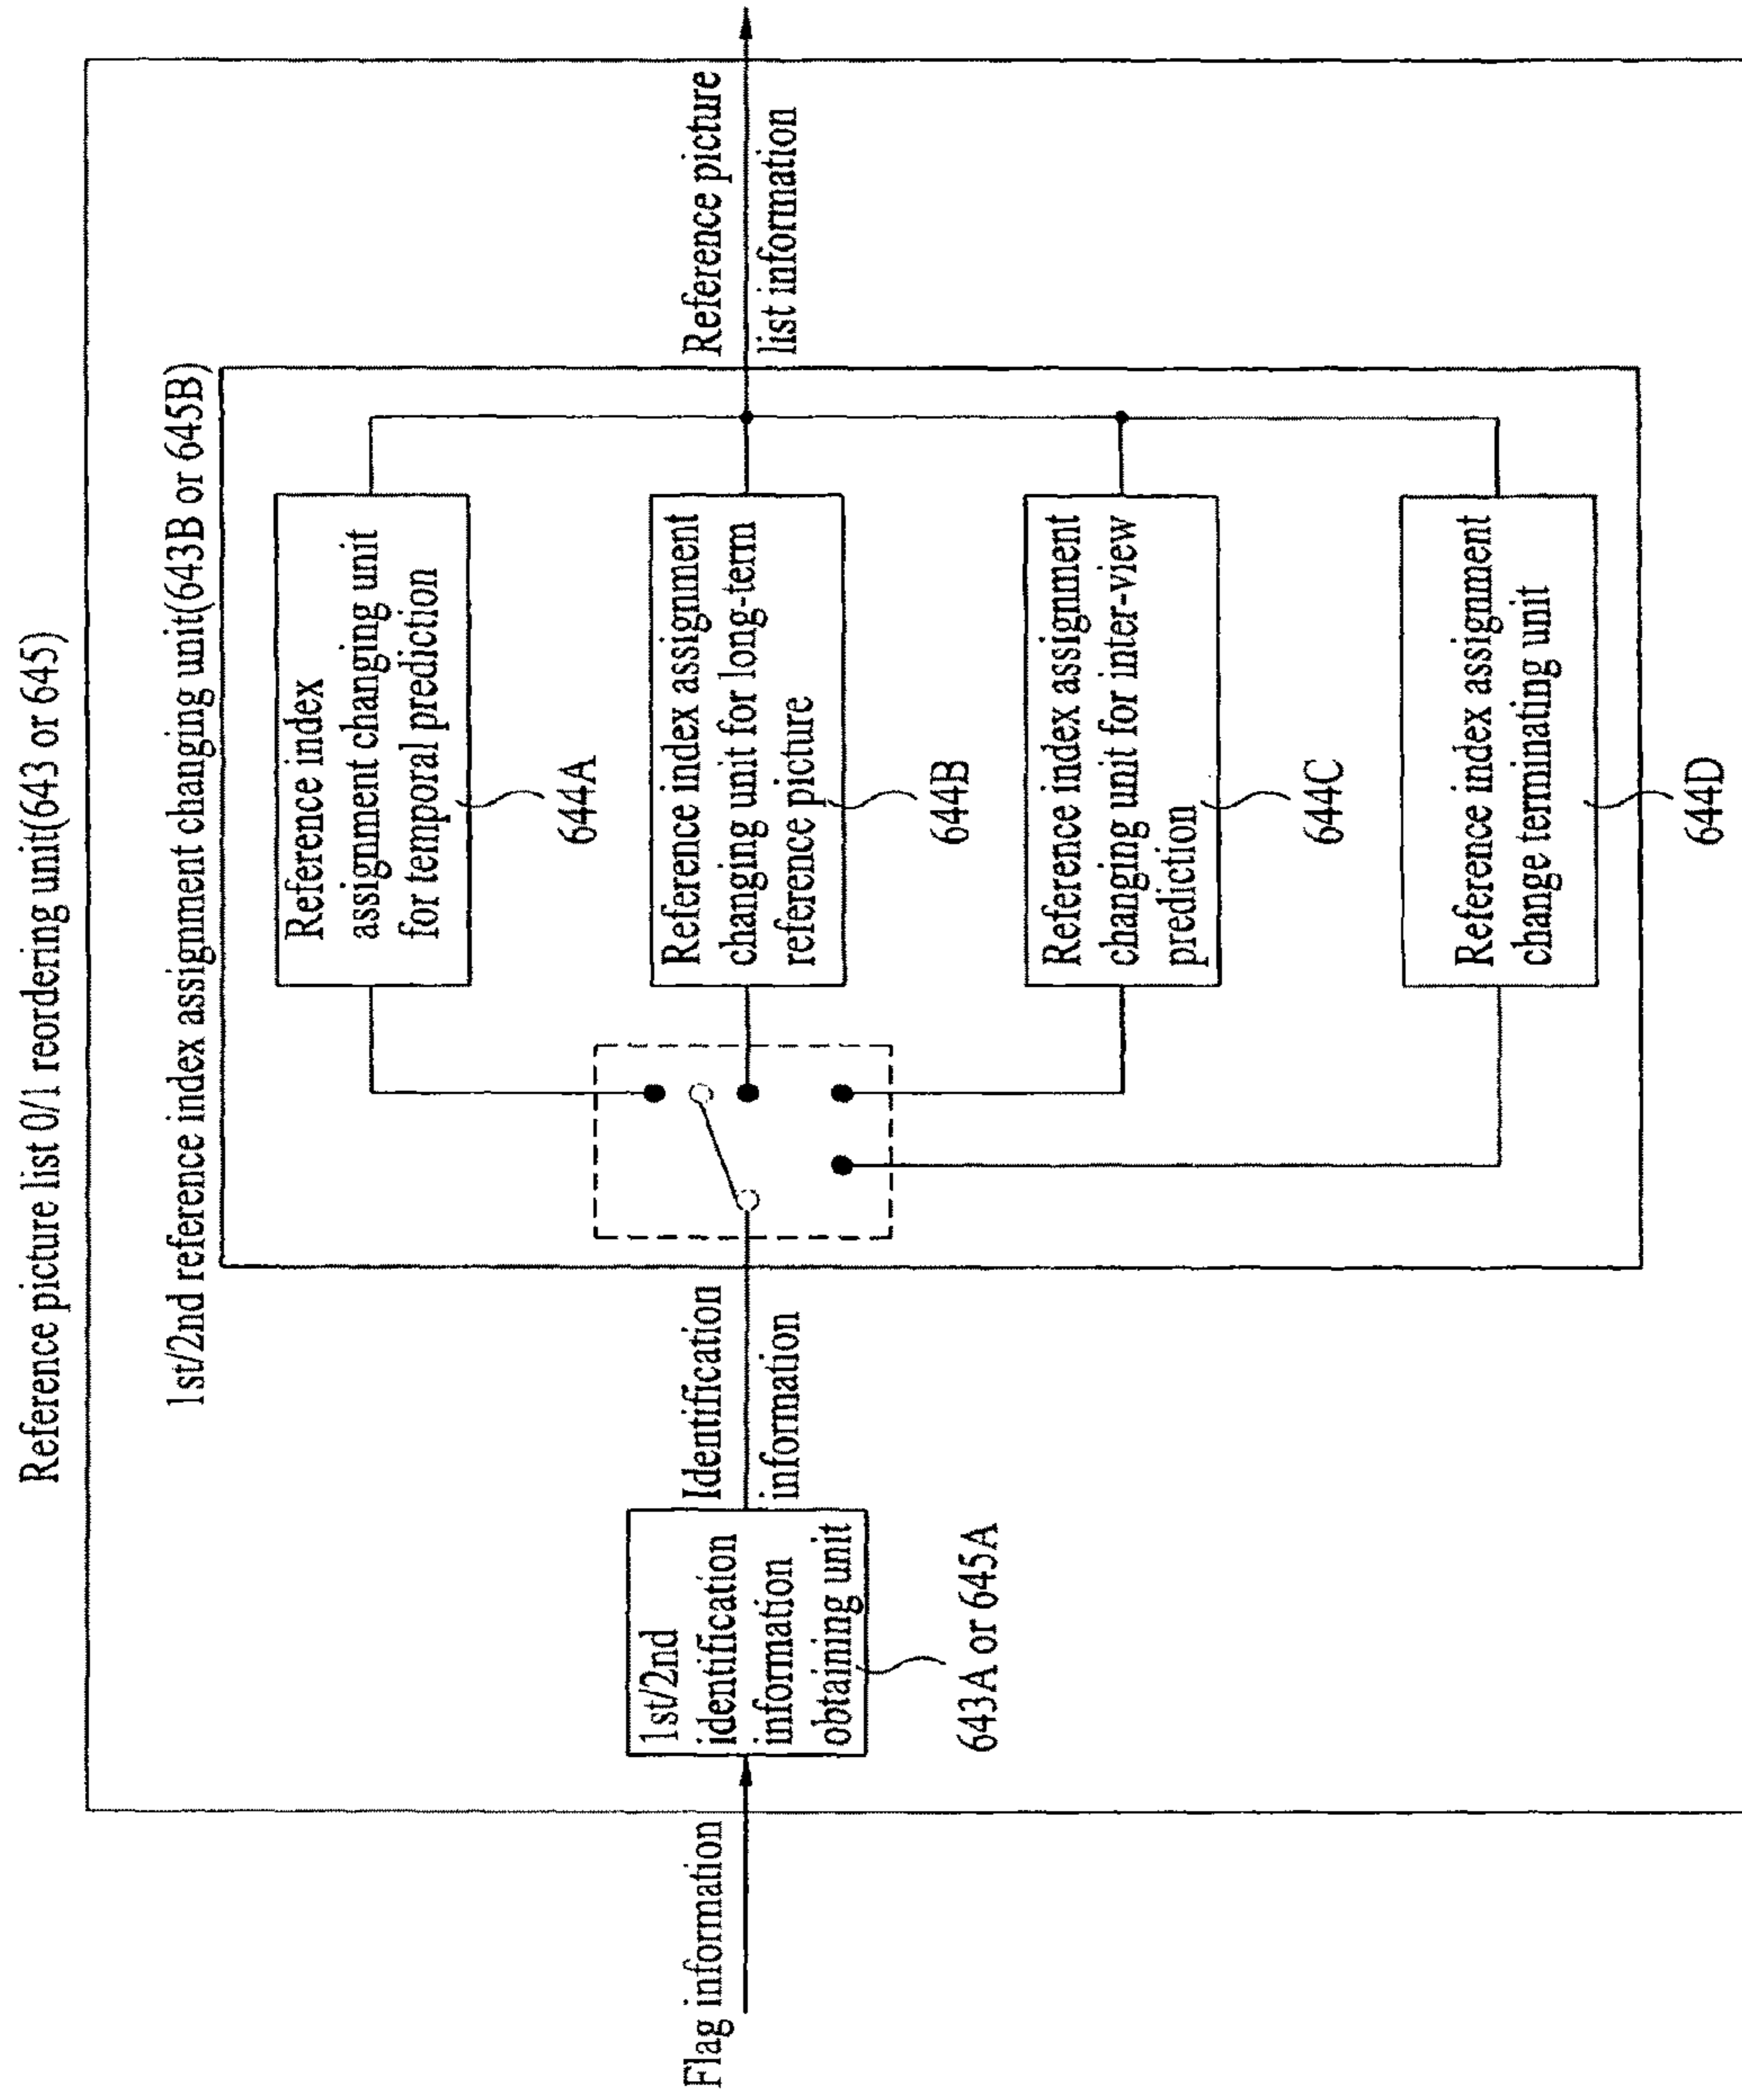 Reference picture list 0/1 reordering unit(643 or 645)
1st/2nd reference index assignment changing unit(643B or 645B)
Flag information
1st/2nd
identification
information
obtaining unit
643A or 645A
Identification
information
Reference index
assignment changing unit
for temporal prediction
644A
Reference index assignment
changing unit for long-term
reference picture
644B
Reference index assignment
changing unit for inter-view
prediction
644C
Reference index assignment
change terminating unit
644D
Reference picture
list information